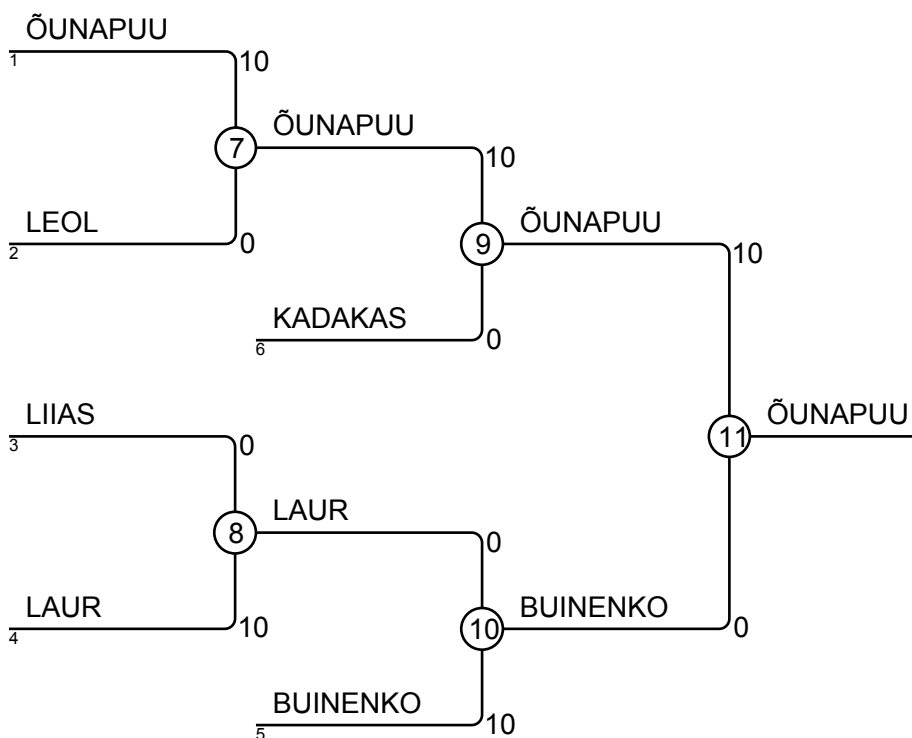 ÕUNAPUU
1
10
7
ÕUNAPUU
10
LEOL
2
0
9
ÕUNAPUU
10
KADAKAS
6
0
LIIAS
3
0
11
ÕUNAPUU
8
LAUR
0
LAUR
4
10
10
BUINENKO
0
BUINENKO
5
10